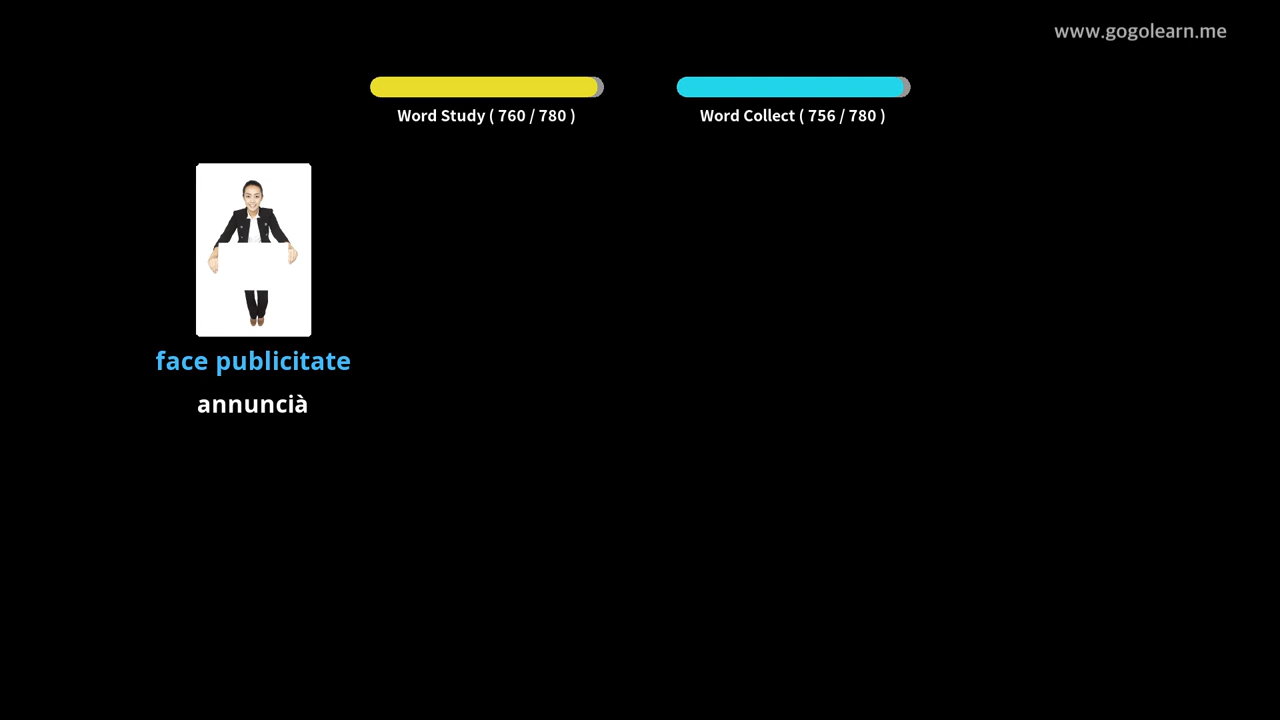 www.gogolearn.me
Word Study ( 760 / 780 )
Word Collect ( 756 / 780 )
face publicitate
annuncià